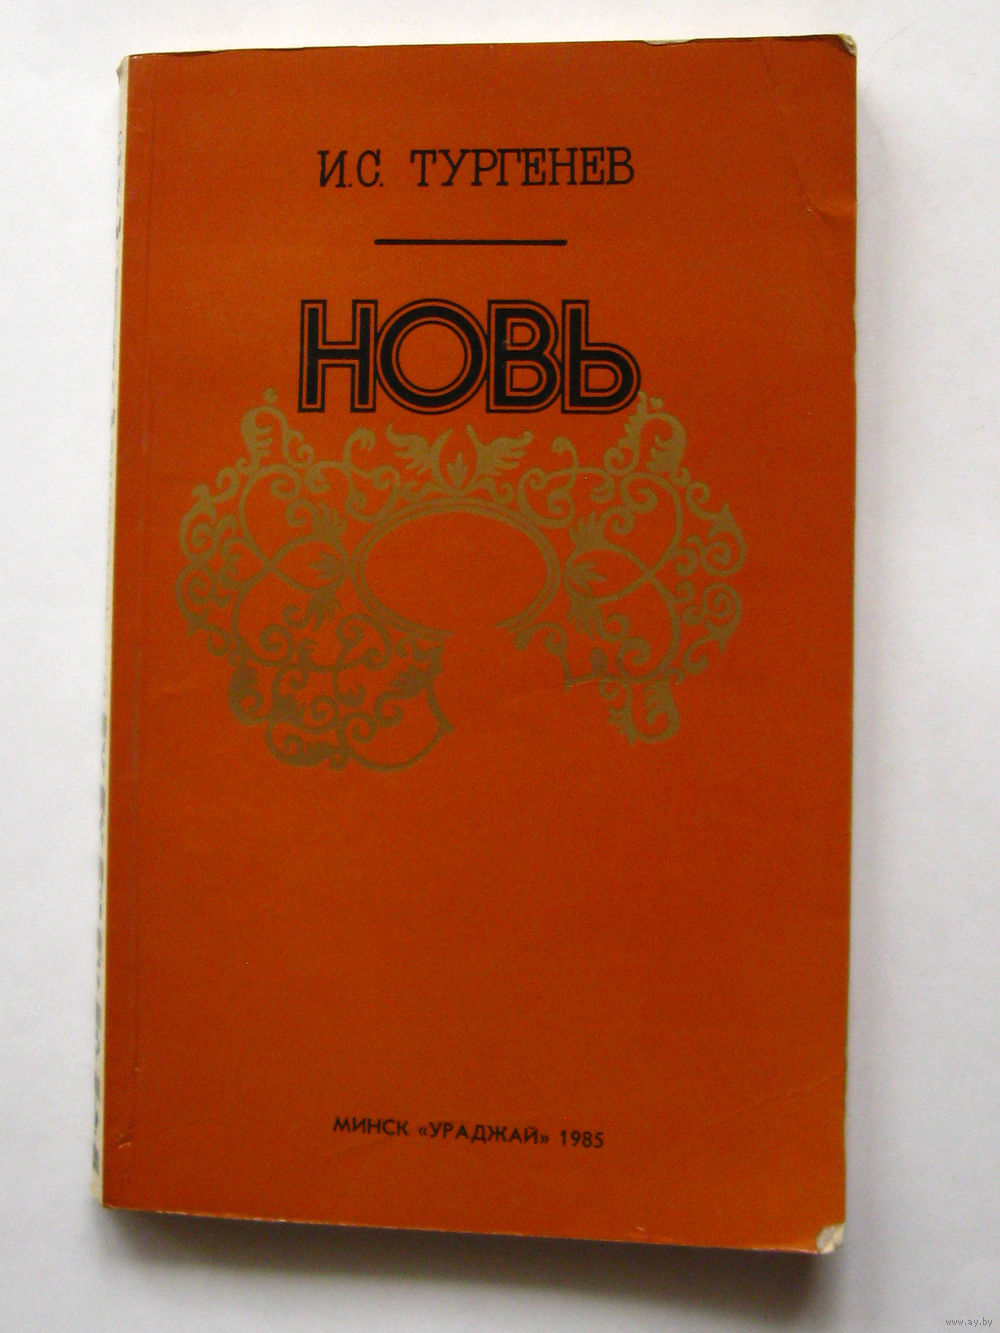 И.С. ТУРГЕНЕВ
НОВЬ
МИНСК «УРАДЖАЙ» 1985
www.ay.by